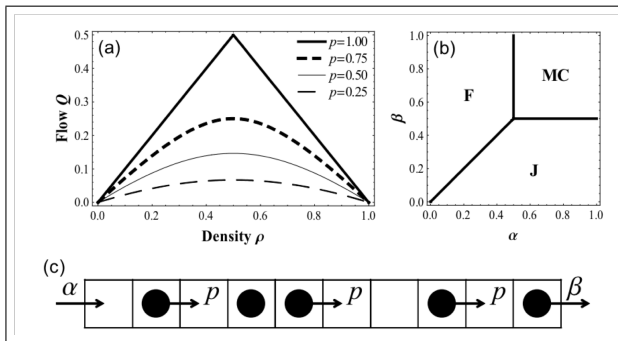 (a)
p=1.00
p=0.75
p=0.50
p=0.25
Flow Q
0.5
0.4
0.3
0.2
0.1
0.0
0.0 0.2 0.4 0.6 0.8 1.0
Density ρ
(b)
F
MC
J
β
1.0
0.8
0.6
0.4
0.2
0.0
0.0 0.2 0.4 0.6 0.8 1.0
α
(c)
α p p p β